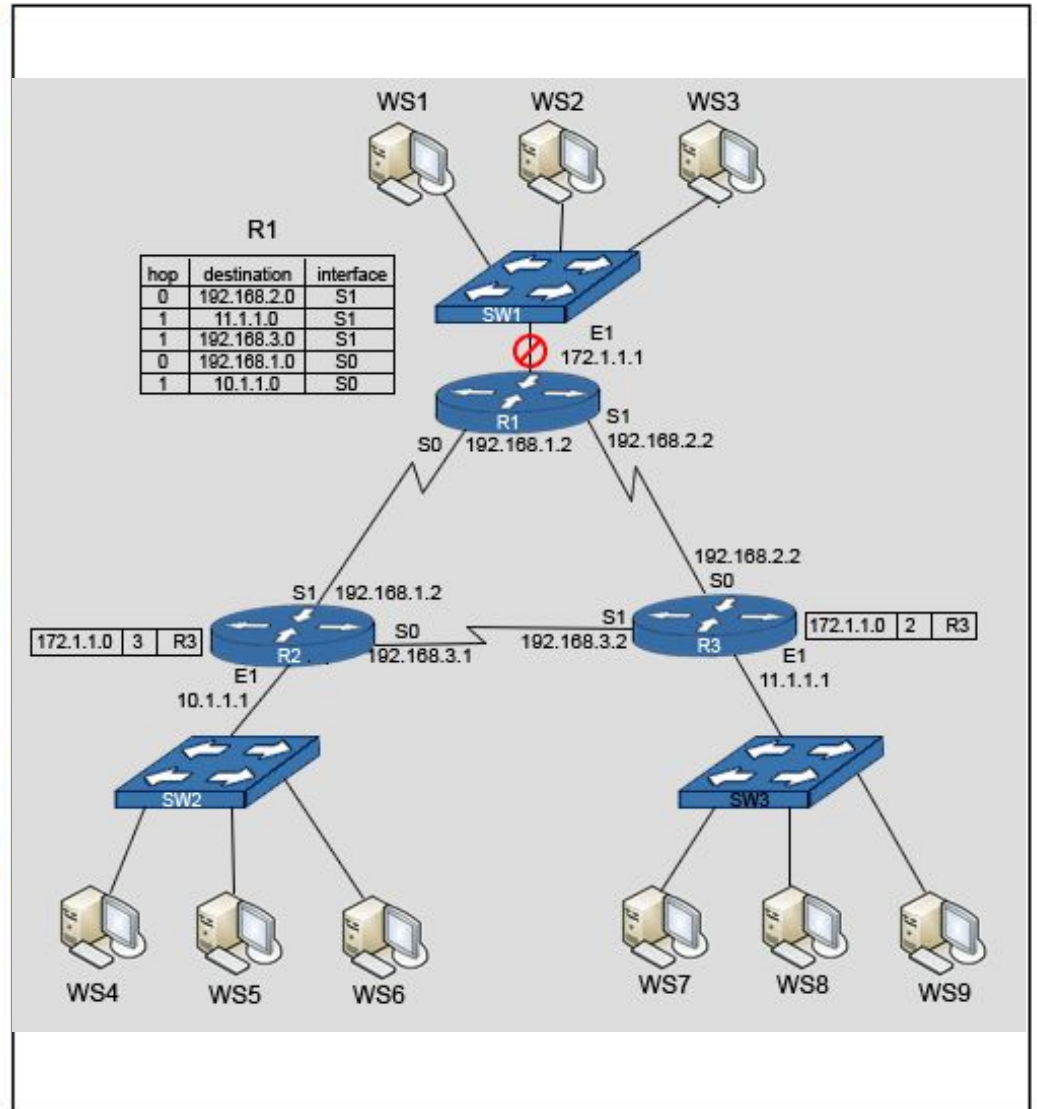 WS1 WS2 WS3
R1
hop destination interface
0 192.168.2.0 S1
1 11.1.1.0 S1
1 192.168.3.0 S1
0 192.168.1.0 S0
1 10.1.1.0 S0
SW1
E1
172.1.1.1
R1
S1
S0 192.168.1.2 192.168.2.2
192.168.2.2
S0
S1 192.168.1.2
172.1.1.0 3 R3
R2
S0
192.168.3.1
S1
192.168.3.2
R3
172.1.1.0 2 R3
E1
10.1.1.1
E1
11.1.1.1
SW2
SW3
WS4 WS5 WS6
WS7 WS8 WS9